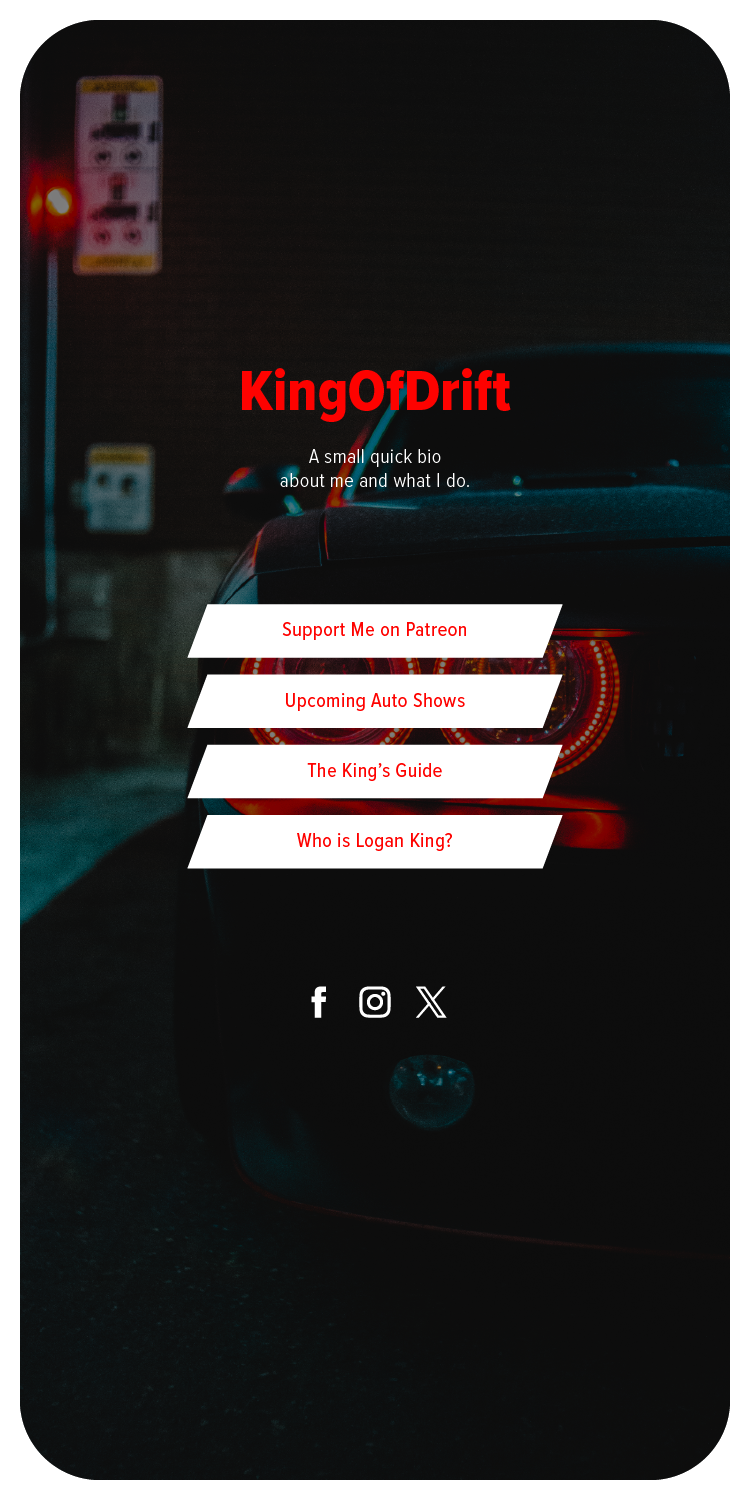 KingOfDrift
A small quick bio
about me and what I do.
Support Me on Patreon
Upcoming Auto Shows
The King’s Guide
Who is Logan King?